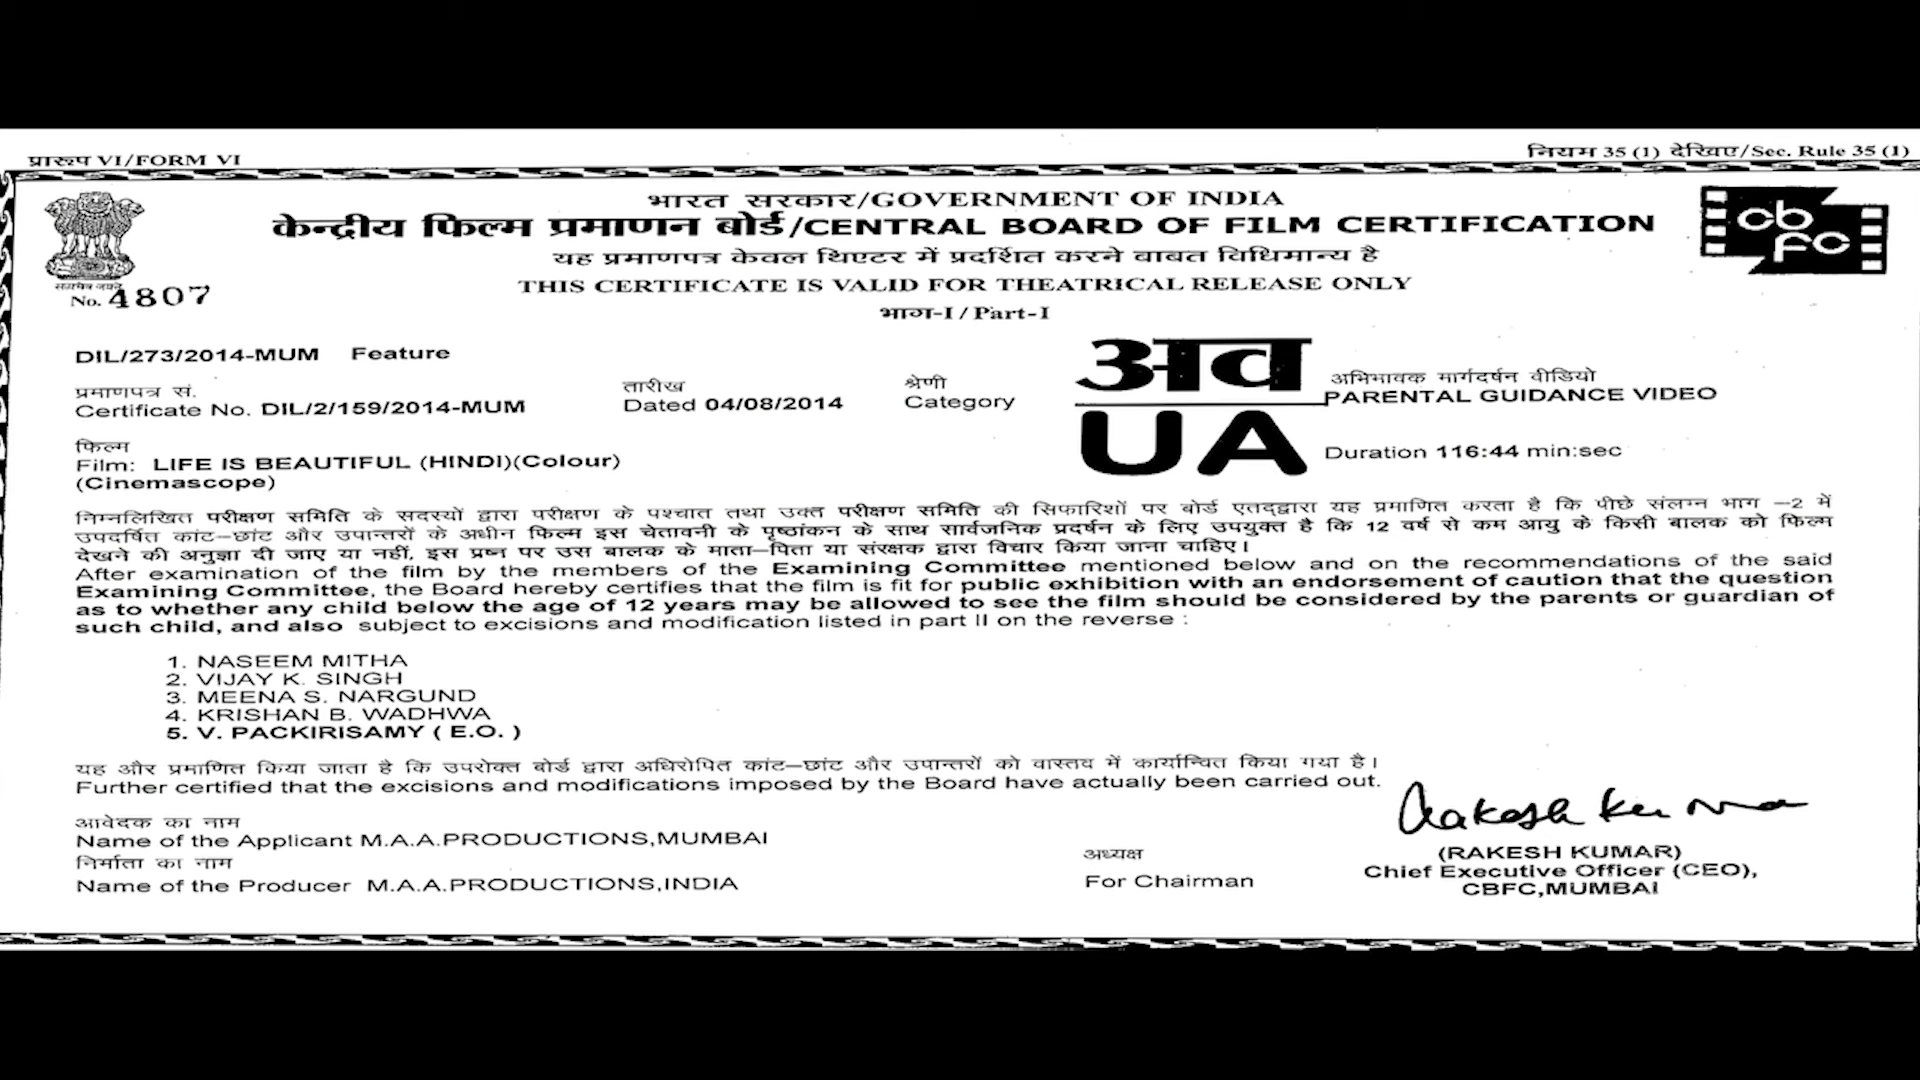 प्रारूप VI/FORM VI
नियम 35 (1) देखिए/Sec. Rule 35 (1)
भारत सरकार/GOVERNMENT OF INDIA
केन्द्रीय फिल्म प्रमाणन बोर्ड/CENTRAL BOARD OF FILM CERTIFICATION
cb
fc
यह प्रमाणपत्र केवल थिएटर में प्रदर्शित करने बाबत विधिमान्य है
THIS CERTIFICATE IS VALID FOR THEATRICAL RELEASE ONLY
सत्यमेव जयते
No. 4807
भाग-I / Part-I
DIL/273/2014-MUM Feature
अव
UA
प्रमाणपत्र सं. तारीख श्रेणी अभिभावक मार्गदर्शन वीडियो
Certificate No. DIL/2/159/2014-MUM Dated 04/08/2014 Category PARENTAL GUIDANCE VIDEO
फिल्म
Film: LIFE IS BEAUTIFUL (HINDI)(Colour) Duration 116:44 min:sec
(Cinemascope)
निम्नलिखित परीक्षण समिति के सदस्यों द्वारा परीक्षण के पश्चात तथा उक्त परीक्षण समिति की सिफारिशों पर बोर्ड एतद्द्वारा यह प्रमाणित करता है कि पीछे संलग्न भाग –2 में
उपदर्षित कांट–छांट और उपान्तरों के अधीन फिल्म इस चेतावनी के पृष्ठांकन के साथ सार्वजनिक प्रदर्शन के लिए उपयुक्त है कि 12 वर्ष से कम आयु के किसी बालक को फिल्म
देखने की अनुज्ञा दी जाए या नहीं, इस प्रश्न पर उस बालक के माता–पिता या संरक्षक द्वारा विचार किया जाना चाहिए।
After examination of the film by the members of the Examining Committee mentioned below and on the recommendations of the said
Examining Committee, the Board hereby certifies that the film is fit for public exhibition with an endorsement of caution that the question
as to whether any child below the age of 12 years may be allowed to see the film should be considered by the parents or guardian of
such child, and also subject to excisions and modification listed in part II on the reverse :
1. NASEEM MITHA
2. VIJAY K. SINGH
3. MEENA S. NARGUND
4. KRISHAN B. WADHWA
5. V. PACKIRISAMY ( E.O. )
यह और प्रमाणित किया जाता है कि उपरोक्त बोर्ड द्वारा अधिरोपित कांट–छांट और उपान्तरों को वास्तव में कार्यान्वित किया गया है।
Further certified that the excisions and modifications imposed by the Board have actually been carried out.
Rakesh Kumar
आवेदक का नाम
Name of the Applicant M.A.A.PRODUCTIONS,MUMBAI
निर्माता का नाम
Name of the Producer M.A.A.PRODUCTIONS,INDIA
अध्यक्ष
For Chairman
(RAKESH KUMAR)
Chief Executive Officer (CEO),
CBFC,MUMBAI